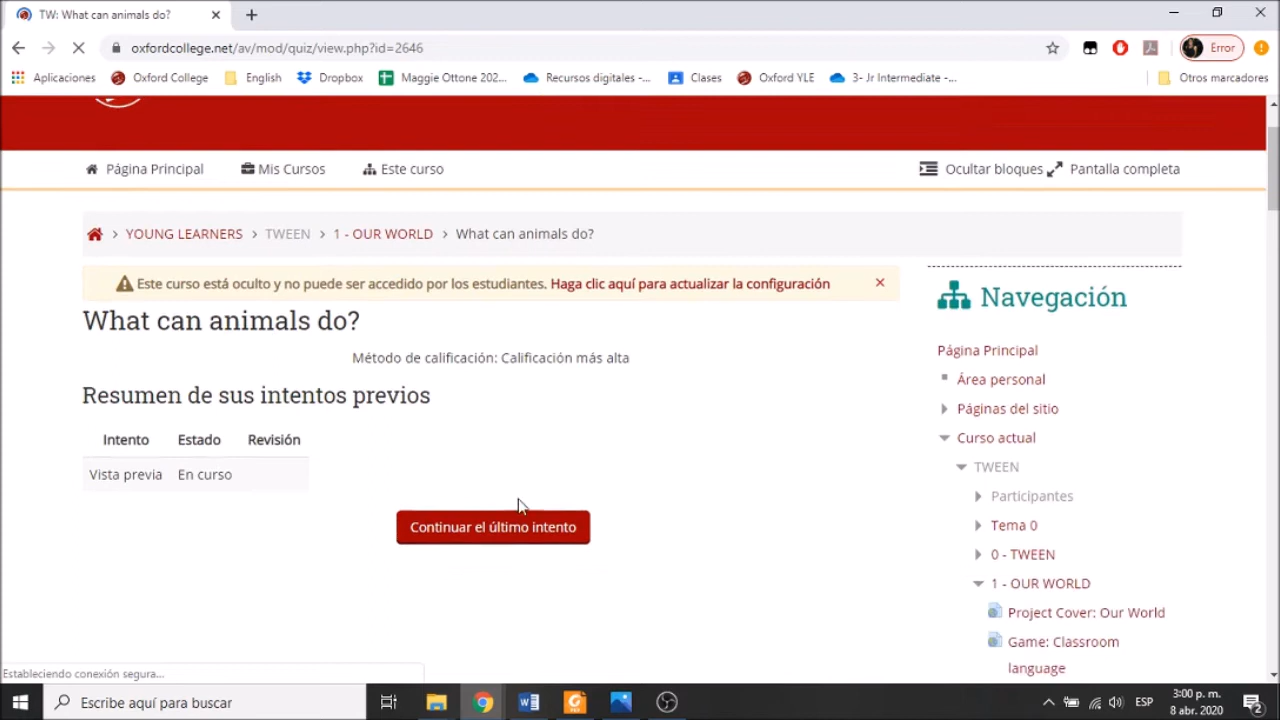 TW: What can animals do?
oxfordcollege.net/av/mod/quiz/view.php?id=2646
Error
Aplicaciones
Oxford College
English
Dropbox
Maggie Ottone 202...
Recursos digitales -...
Clases
Oxford YLE
3- Jr Intermediate -...
Otros marcadores
Página Principal
Mis Cursos
Este curso
Ocultar bloques
Pantalla completa
YOUNG LEARNERS > TWEEN > 1 - OUR WORLD > What can animals do?
Este curso está oculto y no puede ser accedido por los estudiantes. Haga clic aquí para actualizar la configuración
What can animals do?
Método de calificación: Calificación más alta
Resumen de sus intentos previos
Intento Estado Revisión
Vista previa En curso
Continuar el último intento
Navegación
Página Principal
Área personal
Páginas del sitio
Curso actual
TWEEN
Participantes
Tema 0
0 - TWEEN
1 - OUR WORLD
Project Cover: Our World
Game: Classroom
language
Estableciendo conexión segura...
Escribe aquí para buscar
W
ESP
3:00 p. m.
8 abr. 2020
2